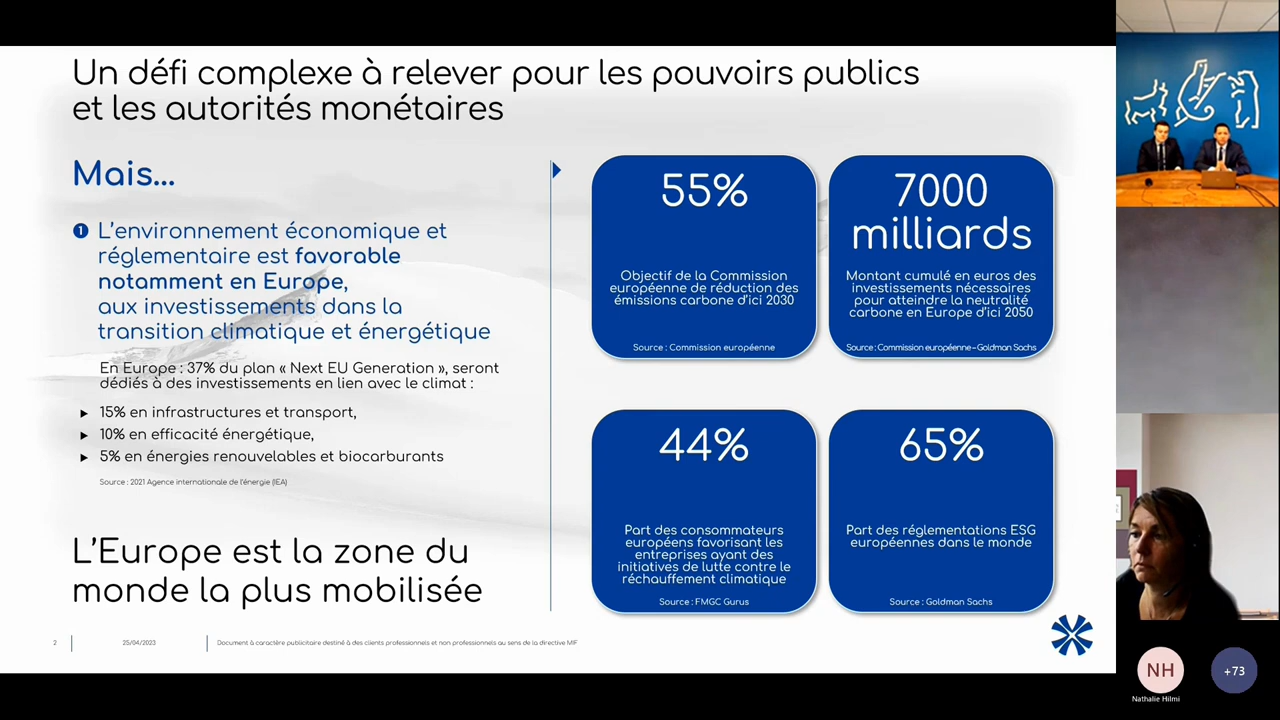 Un défi complexe à relever pour les pouvoirs publics
et les autorités monétaires
Mais...
1 L'environnement économique et
réglementaire est favorable
notamment en Europe,
aux investissements dans la
transition climatique et énergétique
En Europe : 37% du plan « Next EU Generation », seront
dédiés à des investissements en lien avec le climat :
▶ 15% en infrastructures et transport,
▶ 10% en efficacité énergétique,
▶ 5% en énergies renouvelables et biocarburants
Source : 2021 Agence internationale de l'énergie (IEA)
L'Europe est la zone du
monde la plus mobilisée
55%
Objectif de la Commission
européenne de réduction des
émissions carbone d'ici 2030
Source : Commission européenne
7000
milliards
Montant cumulé en euros des
investissements nécessaires
pour atteindre la neutralité
carbone en Europe d'ici 2050
Source : Commission européenne – Goldman Sachs
44%
Part des consommateurs
européens favorisant les
entreprises ayant des
initiatives de lutte contre le
réchauffement climatique
Source : FMGC Gurus
65%
Part des réglementations ESG
européennes dans le monde
Source : Goldman Sachs
2
25/04/2023
Document à caractère publicitaire destiné à des clients professionnels et non professionnels au sens de la directive MIF
NH
Nathalie Hilmi
+73